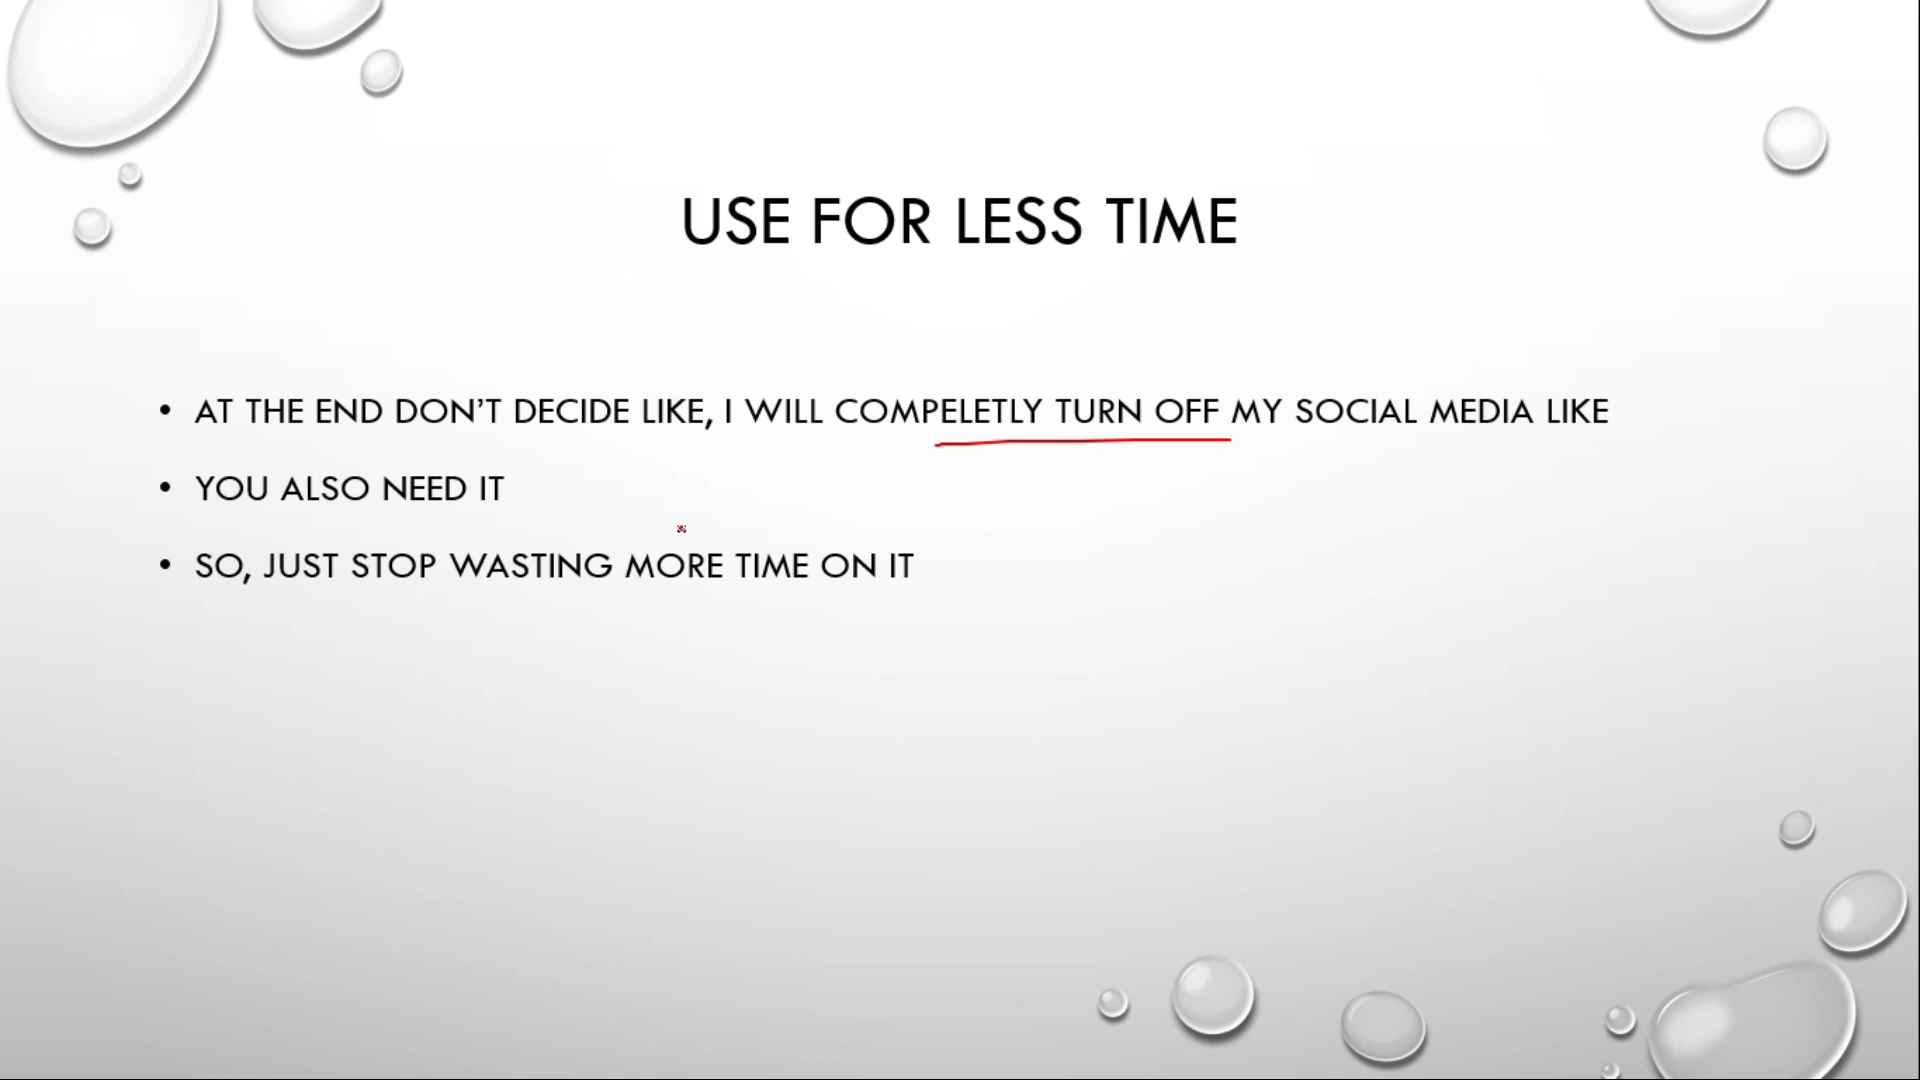 USE FOR LESS TIME
• AT THE END DON’T DECIDE LIKE, I WILL COMPELETLY TURN OFF MY SOCIAL MEDIA LIKE
• YOU ALSO NEED IT
• SO, JUST STOP WASTING MORE TIME ON IT